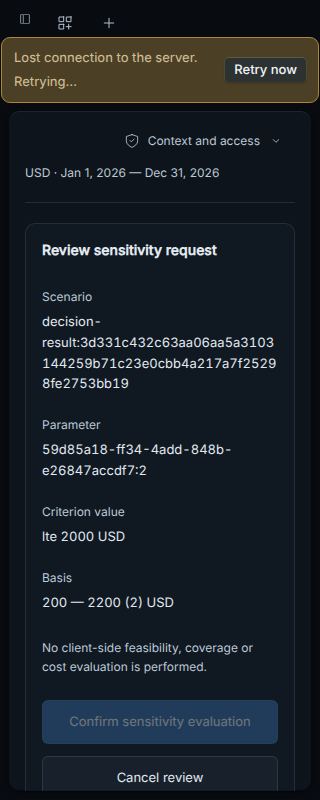 Lost connection to the server.
Retrying...
Retry now
Context and access
USD · Jan 1, 2026 — Dec 31, 2026
Review sensitivity request
Scenario
decision-
result:3d331c432c63aa06aa5a3103
144259b71c23e0cbb4a217a7f2529
8fe2753bb19
Parameter
59d85a18-ff34-4add-848b-
e26847accdf7:2
Criterion value
lte 2000 USD
Basis
200 — 2200 (2) USD
No client-side feasibility, coverage or
cost evaluation is performed.
Confirm sensitivity evaluation
Cancel review